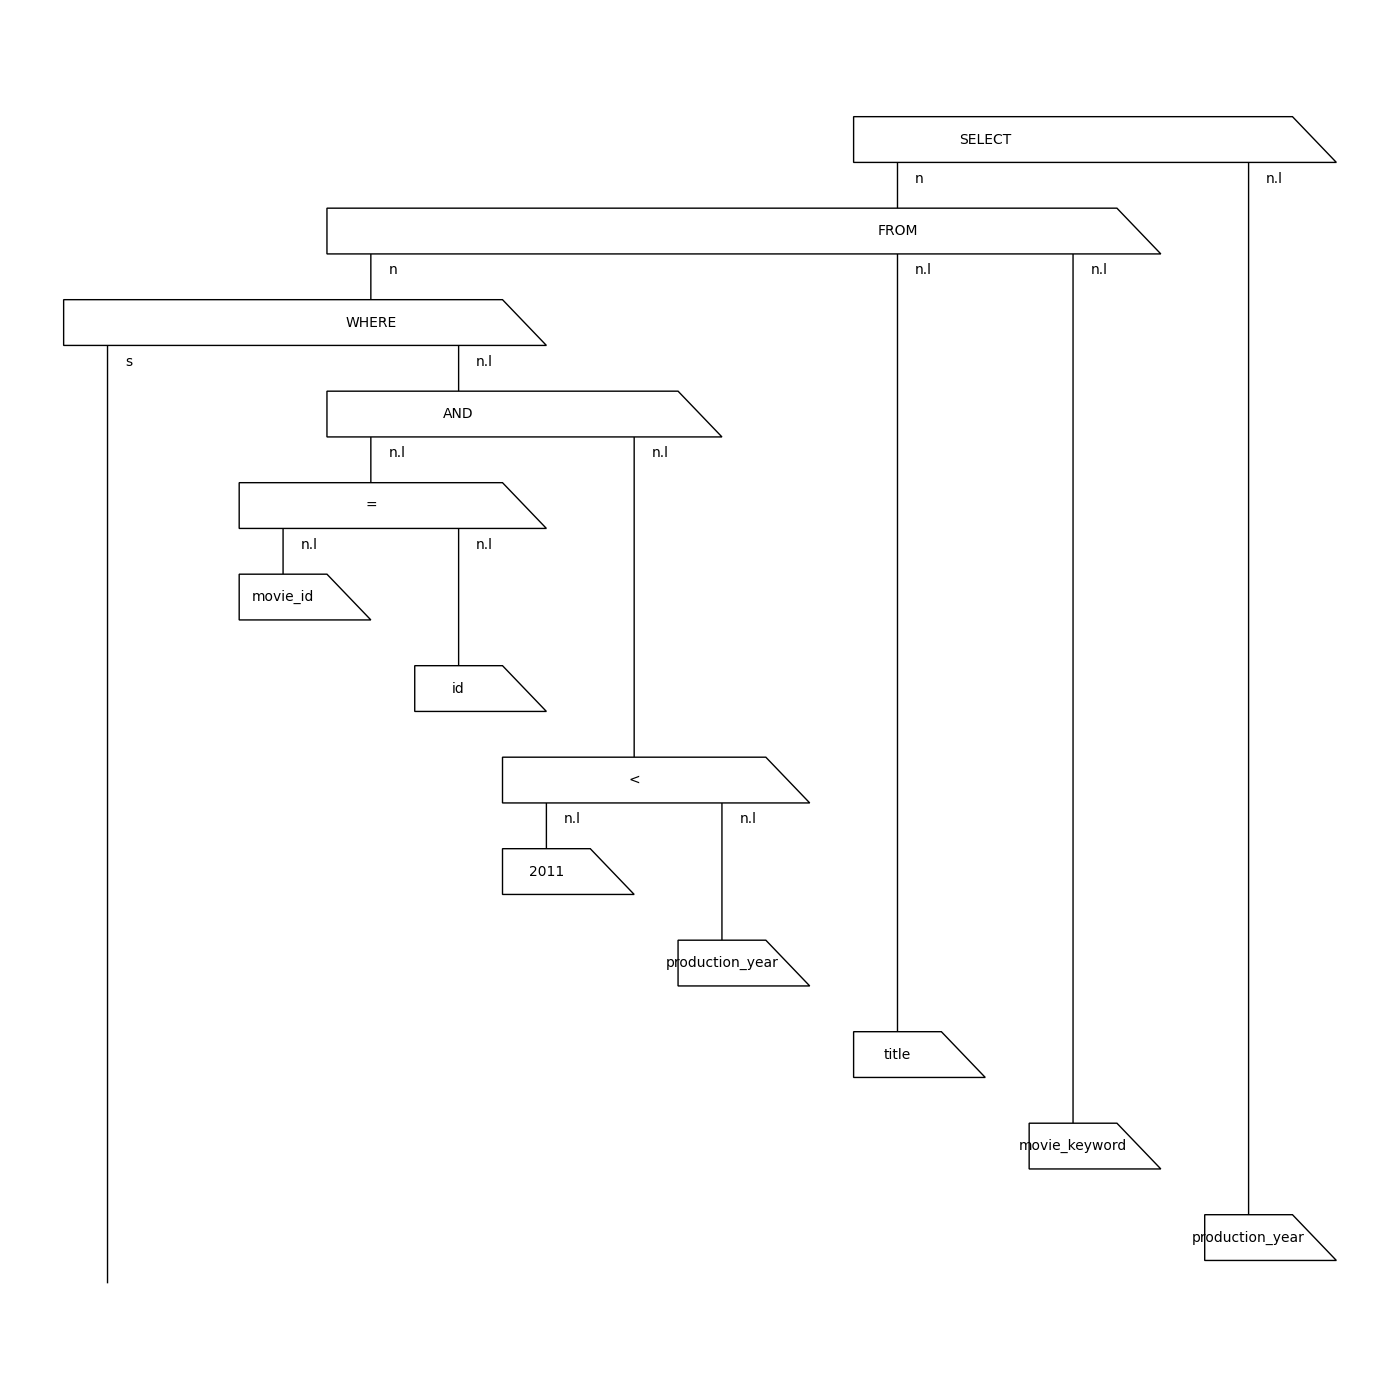 SELECT
n n.l
FROM
n n.l n.l
WHERE
s n.l
AND
n.l n.l
=
n.l n.l
movie_id
id
<
n.l n.l
2011
production_year
title
movie_keyword
production_year